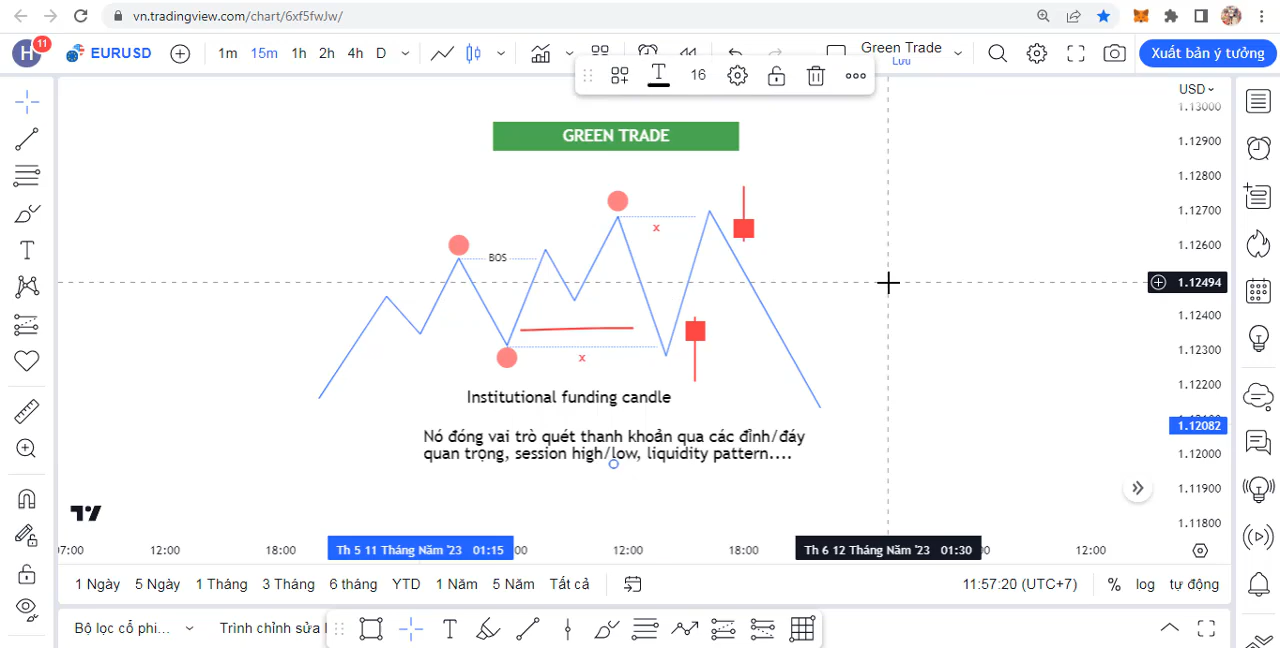 vn.tradingview.com/chart/6xf5fwJw/
H
11
EURUSD
1m 15m 1h 2h 4h D
Green Trade
Lưu
Xuất bản ý tưởng
16
USD
GREEN TRADE
1.13000
1.12900
1.12800
1.12700
1.12600
1.12494
1.12400
1.12300
1.12200
1.12082
1.12000
1.11900
1.11800
BOS
x
x
Institutional funding candle
Nó đóng vai trò quét thanh khoản qua các đỉnh/đáy
quan trọng, session high/low, liquidity pattern....
12:00 18:00 Th 5 11 Tháng Năm '23 01:15 12:00 18:00 Th 6 12 Tháng Năm '23 01:30 12:00
1 Ngày 5 Ngày 1 Tháng 3 Tháng 6 tháng YTD 1 Năm 5 Năm Tất cả 11:57:20 (UTC+7) % log tự động
Bộ lọc cổ phi... Trình chỉnh sửa